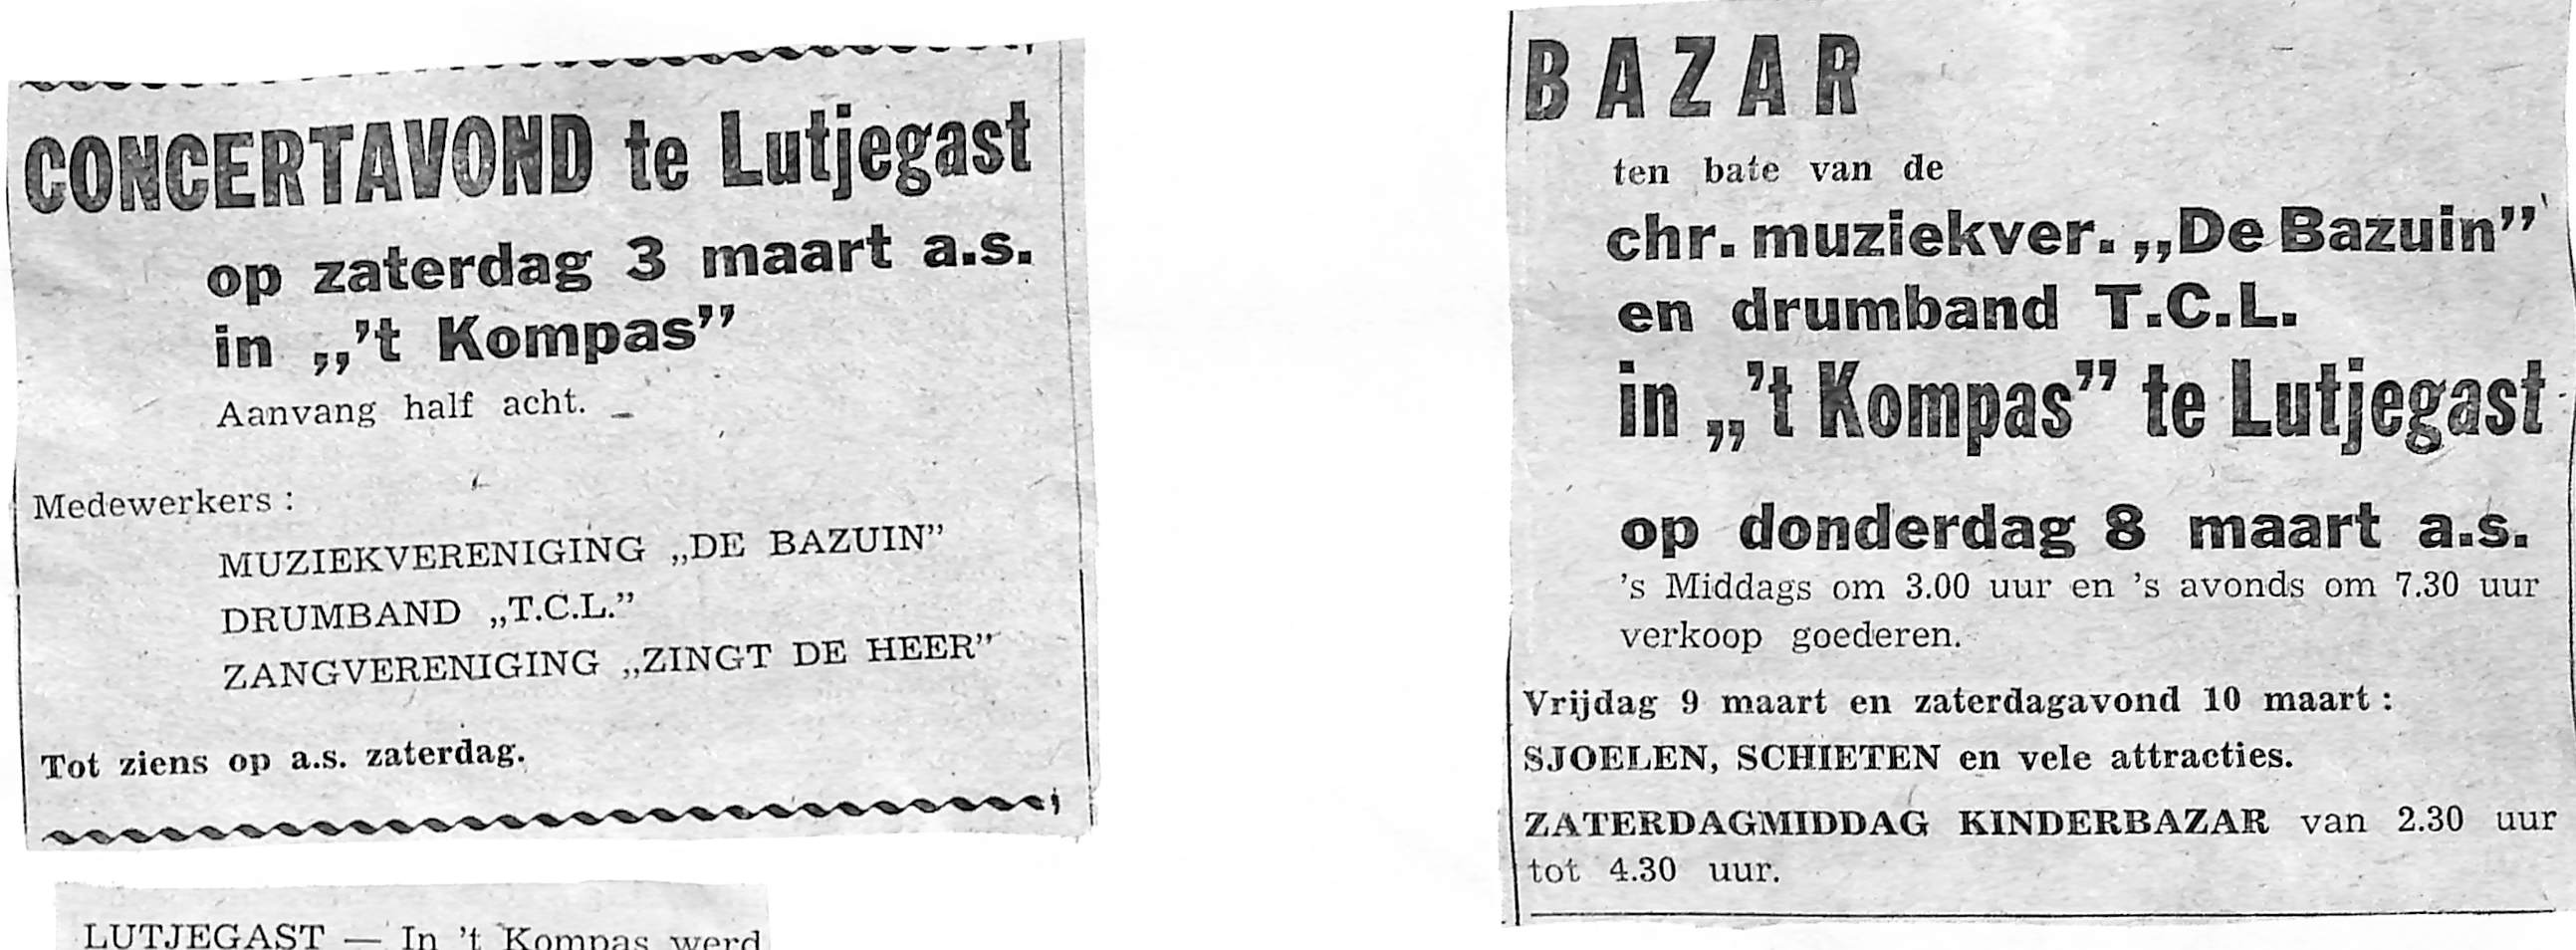 CONCERTAVOND te Lutjegast
op zaterdag 3 maart a.s.
in „'t Kompas”
Aanvang half acht.
Medewerkers :
MUZIEKVERENIGING „DE BAZUIN”
DRUMBAND „T.C.L.”
ZANGVERENIGING „ZINGT DE HEER”
Tot ziens op a.s. zaterdag.
LUTJEGAST — In 't Kompas werd
BAZAR
ten bate van de
chr. muziekver. „De Bazuin”
en drumband T.C.L.
in „'t Kompas” te Lutjegast
op donderdag 8 maart a.s.
's Middags om 3.00 uur en 's avonds om 7.30 uur
verkoop goederen.
Vrijdag 9 maart en zaterdagavond 10 maart :
SJOELEN, SCHIETEN en vele attracties.
ZATERDAGMIDDAG KINDERBAZAR van 2.30 uur
tot 4.30 uur.